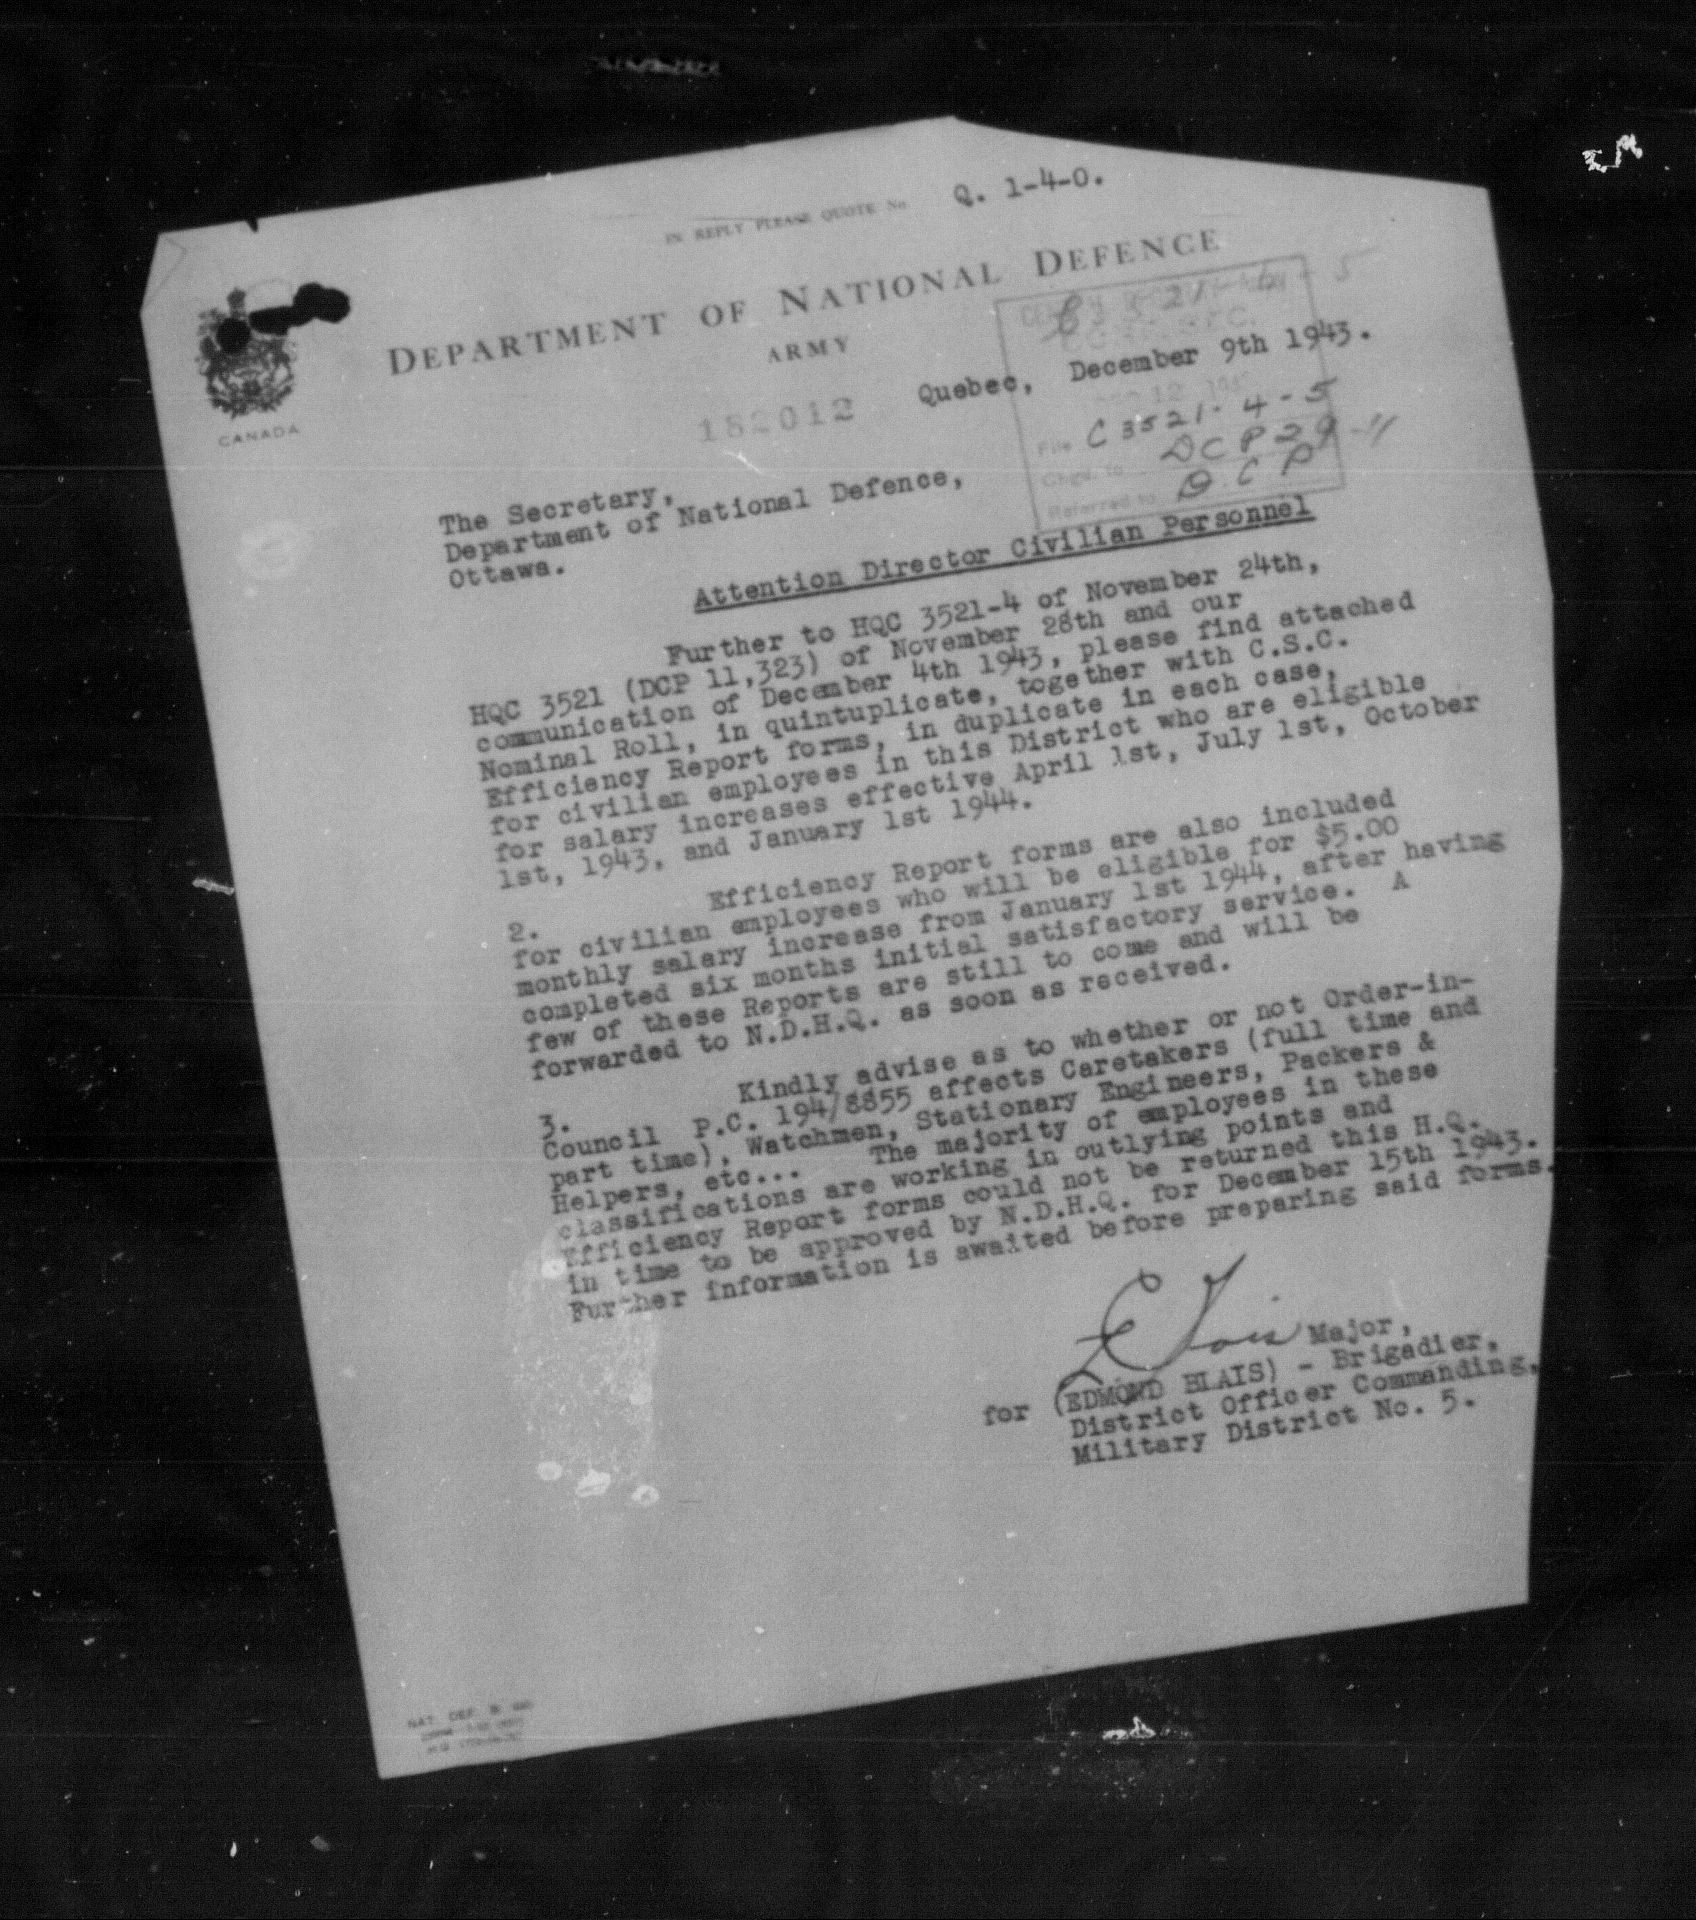 IN REPLY PLEASE QUOTE No Q. 1-4-0.
DEPARTMENT OF NATIONAL DEFENCE
ARMY
CANADA
Quebec, December 9th 1943.
182012
File C 3521-4-5
Chgd. to DCP 29-11
Referred to DCP
The Secretary,
Department of National Defence,
Ottawa.
Attention Director Civilian Personnel
Further to HQC 3521-4 of November 24th,
HQC 3521 (DCP 11,323) of November 28th and our
communication of December 4th 1943, please find attached
Nominal Roll, in quintuplicate, together with C.S.C.
Efficiency Report forms, in duplicate in each case,
for civilian employees in this District who are eligible
for salary increases effective April 1st, July 1st, October
1st, 1943, and January 1st 1944.
2. Efficiency Report forms are also included
for civilian employees who will be eligible for $5.00
monthly salary increase from January 1st 1944, after having
completed six months initial satisfactory service. A
few of these Reports are still to come and will be
forwarded to N.D.H.Q. as soon as received.
3. Kindly advise as to whether or not Order-in-
Council P.C. 194/8855 affects Caretakers (full time and
part time), Watchmen, Stationary Engineers, Packers &
Helpers, etc... The majority of employees in these
classifications are working in outlying points and
Efficiency Report forms could not be returned this H.Q.
in time to be approved by N.D.H.Q. for December 15th 1943.
Further information is awaited before preparing said forms.
Major,
for (EDMOND BLAIS) - Brigadier,
District Officer Commanding,
Military District No. 5.
NAT. DEF. B